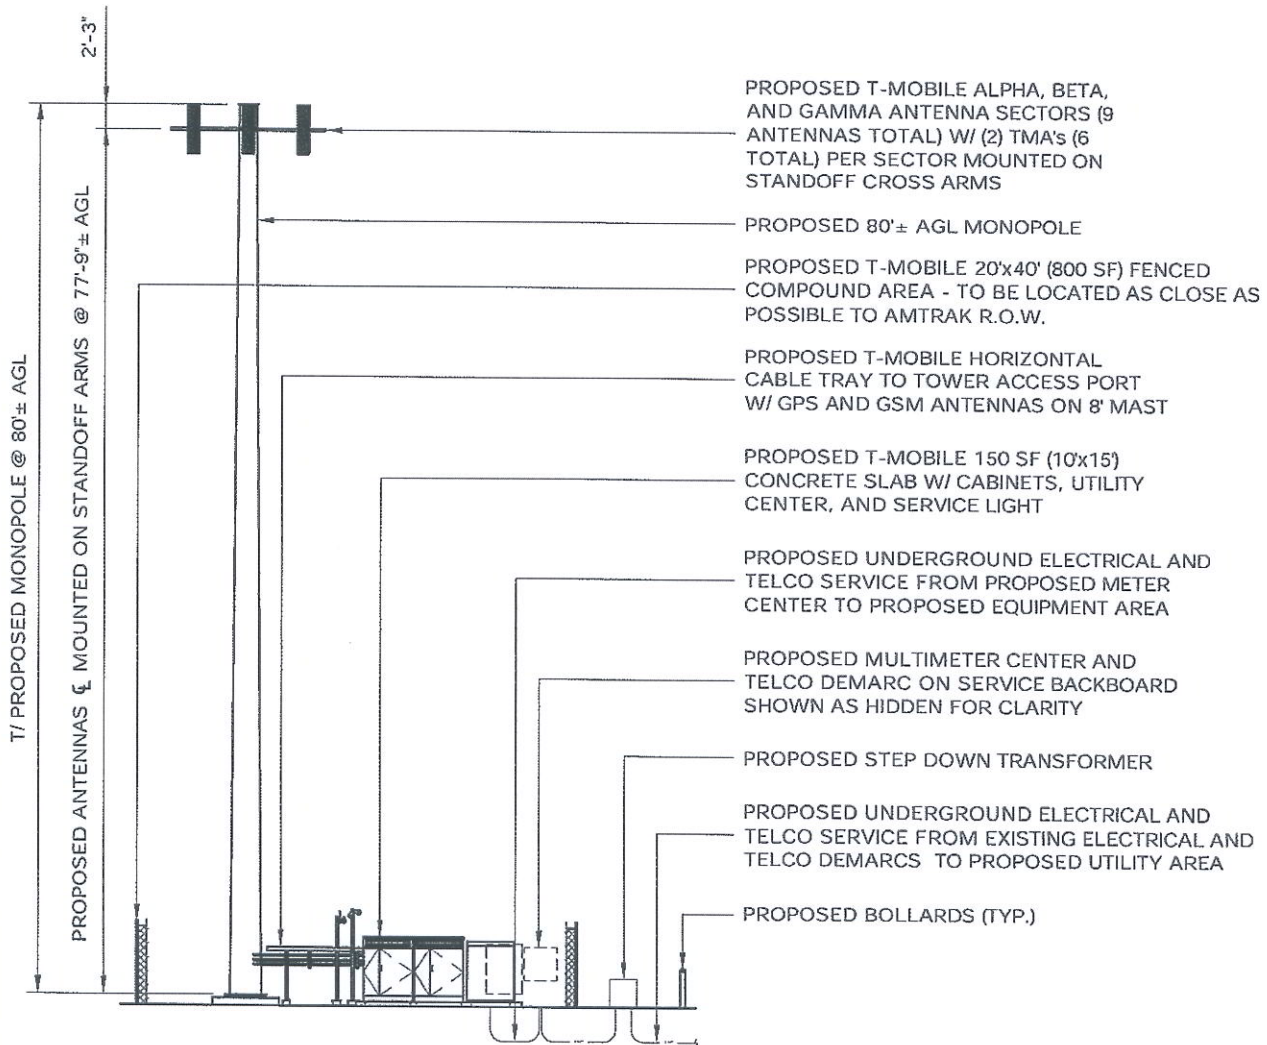 2'-3"
T/ PROPOSED MONOPOLE @ 80'± AGL
PROPOSED ANTENNAS ℄ MOUNTED ON STANDOFF ARMS @ 77'-9"± AGL
PROPOSED T-MOBILE ALPHA, BETA,
AND GAMMA ANTENNA SECTORS (9
ANTENNAS TOTAL) W/ (2) TMA's (6
TOTAL) PER SECTOR MOUNTED ON
STANDOFF CROSS ARMS
PROPOSED 80'± AGL MONOPOLE
PROPOSED T-MOBILE 20'x40' (800 SF) FENCED
COMPOUND AREA - TO BE LOCATED AS CLOSE AS
POSSIBLE TO AMTRAK R.O.W.
PROPOSED T-MOBILE HORIZONTAL
CABLE TRAY TO TOWER ACCESS PORT
W/ GPS AND GSM ANTENNAS ON 8' MAST
PROPOSED T-MOBILE 150 SF (10'x15')
CONCRETE SLAB W/ CABINETS, UTILITY
CENTER, AND SERVICE LIGHT
PROPOSED UNDERGROUND ELECTRICAL AND
TELCO SERVICE FROM PROPOSED METER
CENTER TO PROPOSED EQUIPMENT AREA
PROPOSED MULTIMETER CENTER AND
TELCO DEMARC ON SERVICE BACKBOARD
SHOWN AS HIDDEN FOR CLARITY
PROPOSED STEP DOWN TRANSFORMER
PROPOSED UNDERGROUND ELECTRICAL AND
TELCO SERVICE FROM EXISTING ELECTRICAL AND
TELCO DEMARCS TO PROPOSED UTILITY AREA
PROPOSED BOLLARDS (TYP.)